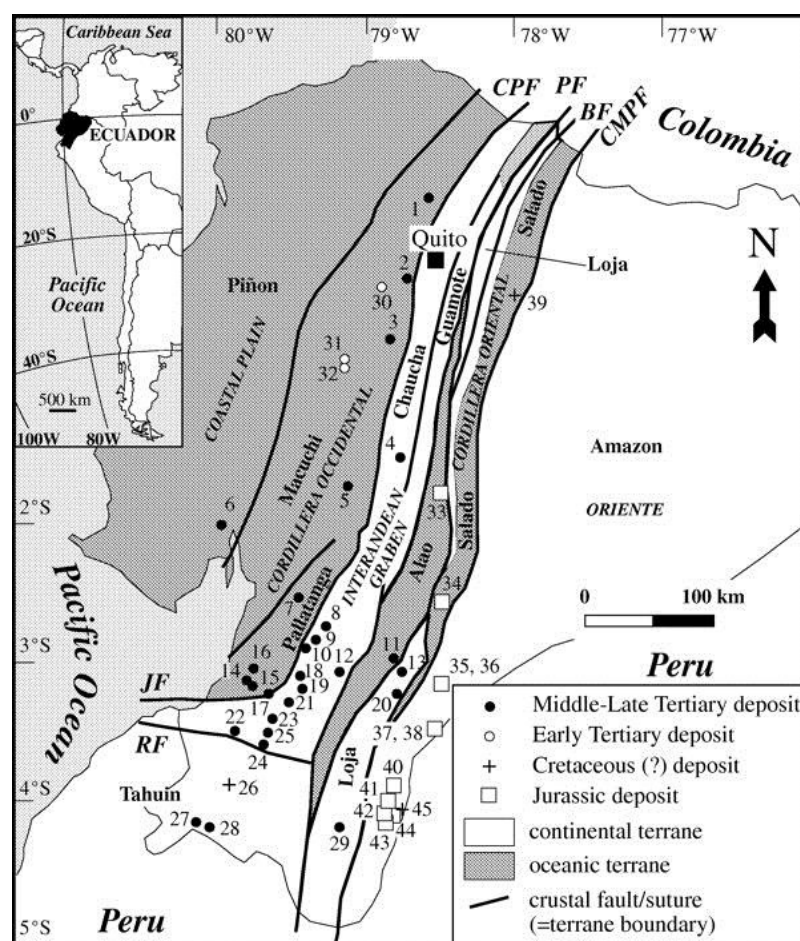 80°W
79°W
78°W
77°W
Caribbean Sea
0°
ECUADOR
20°S
Pacific
Ocean
40°S
500 km
100W
80°W
CPF
PF
BF
CMPF
Colombia
1
Quito
Salado
N
2
Loja
Piñon
30
Guamote
39
3
31
32
COASTAL PLAIN
Chaucha
CORDILLERA ORIENTAL
Macuchi
4
Amazon
CORDILLERA OCCIDENTAL
5
33
ORIENTE
2°S
6
INTERANDEAN
GRABEN
Alao
Salado
34
0
100 km
Pacific Ocean
7
Pallatanga
8
9
10
3°S
16
12
11
13
Peru
14
15
18
35, 36
JF
17
19
20
21
22
23
37, 38
RF
25
24
Loja
40
4°S
Tahuin
26
41
42
45
27
28
29
43
44
5°S
Peru
Middle-Late Tertiary deposit
Early Tertiary deposit
Cretaceous (?) deposit
Jurassic deposit
continental terrane
oceanic terrane
crustal fault/suture
(=terrane boundary)